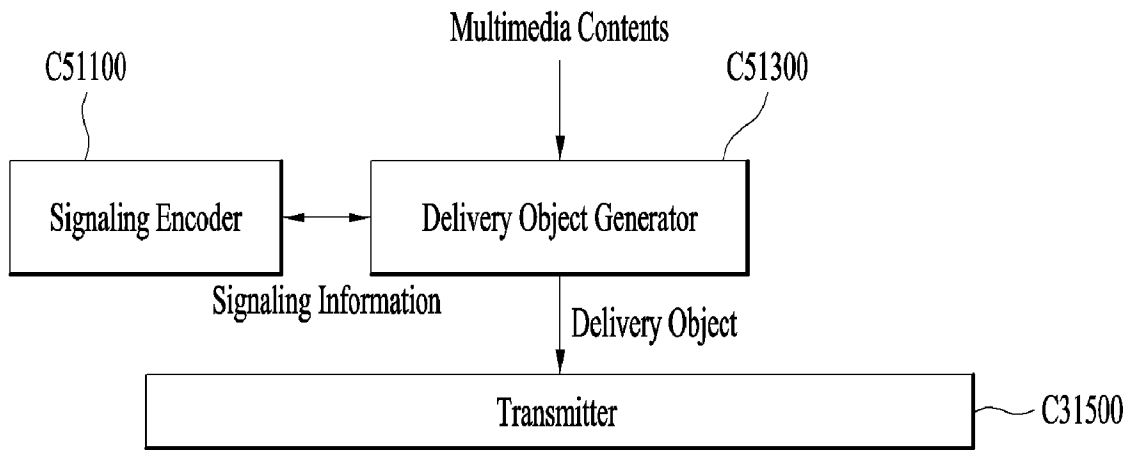 Multimedia Contents
C51100
C51300
Signaling Encoder
Delivery Object Generator
Signaling Information
Delivery Object
Transmitter
C31500